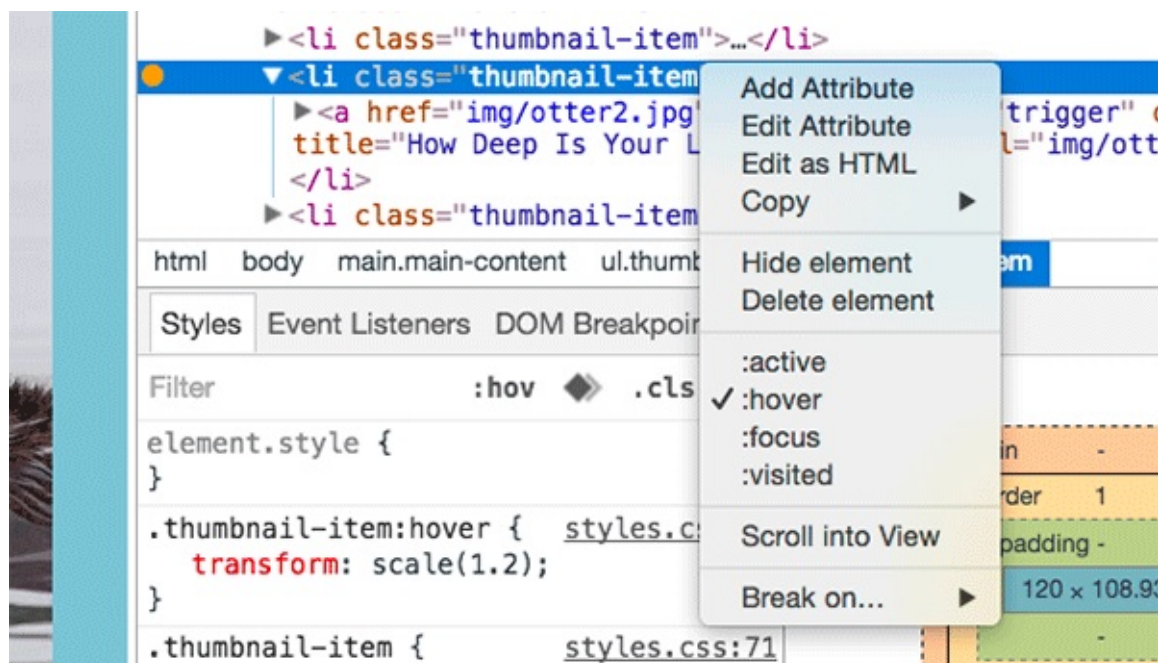 ▶<li class="thumbnail-item">…</li>
▼<li class="thumbnail-item
▶<a href="img/otter2.jpg" trigger"
title="How Deep Is Your L l="img/ott
</li>
▶<li class="thumbnail-item
html body main.main-content ul.thumb em
Styles Event Listeners DOM Breakpoin
Filter :hov .cls
element.style {
}
.thumbnail-item:hover { styles.c
transform: scale(1.2);
}
.thumbnail-item { styles.css:71
Add Attribute
Edit Attribute
Edit as HTML
Copy ▶
Hide element
Delete element
:active
✓ :hover
:focus
:visited
Scroll into View
Break on... ▶
in -
rder 1
padding -
120 × 108.93
-